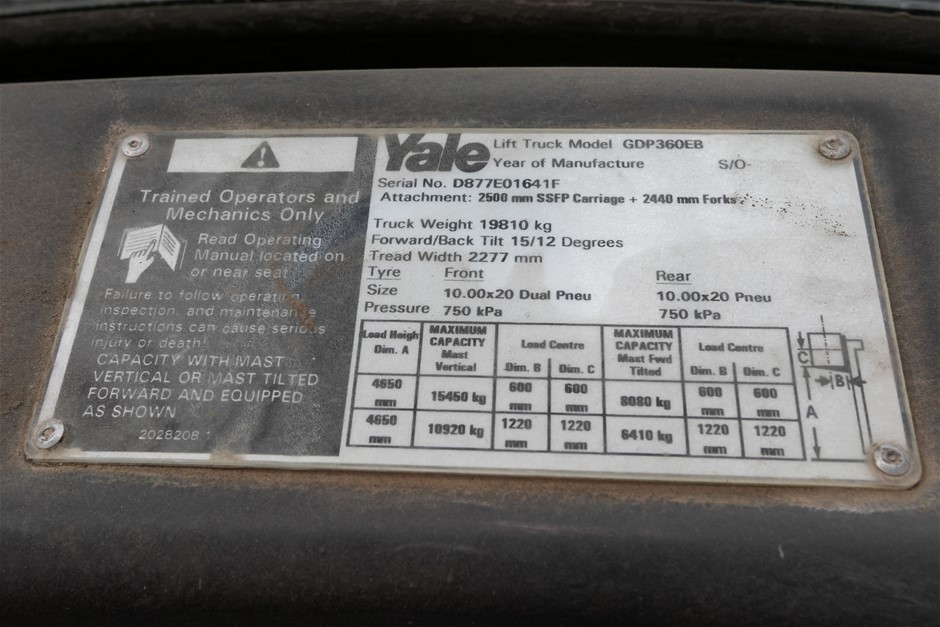 Trained Operators and
Mechanics Only
Read Operating
Manual located on
or near seat
Failure to follow operating,
inspection, and maintenance
instructions can cause serious
injury or death!
CAPACITY WITH MAST
VERTICAL OR MAST TILTED
FORWARD AND EQUIPPED
AS SHOWN
2028208
Yale Lift Truck Model GDP360EB
Year of Manufacture S/O-
Serial No. D877E01641F
Attachment: 2500 mm SSFP Carriage + 2440 mm Forks
Truck Weight 19810 kg
Forward/Back Tilt 15/12 Degrees
Tread Width 2277 mm
Tyre Front Rear
Size 10.00x20 Dual Pneu 10.00x20 Pneu
Pressure 750 kPa 750 kPa
Load Heigh Dim. A MAXIMUM CAPACITY Mast Vertical Load Centre Dim. B Dim. C MAXIMUM CAPACITY Mast Fwd Tilted Load Centre Dim. B Dim. C
4650 mm 15450 kg 600 mm 600 mm 8080 kg 600 mm 600 mm
4650 mm 10920 kg 1220 mm 1220 mm 6410 kg 1220 mm 1220 mm
C
B
A